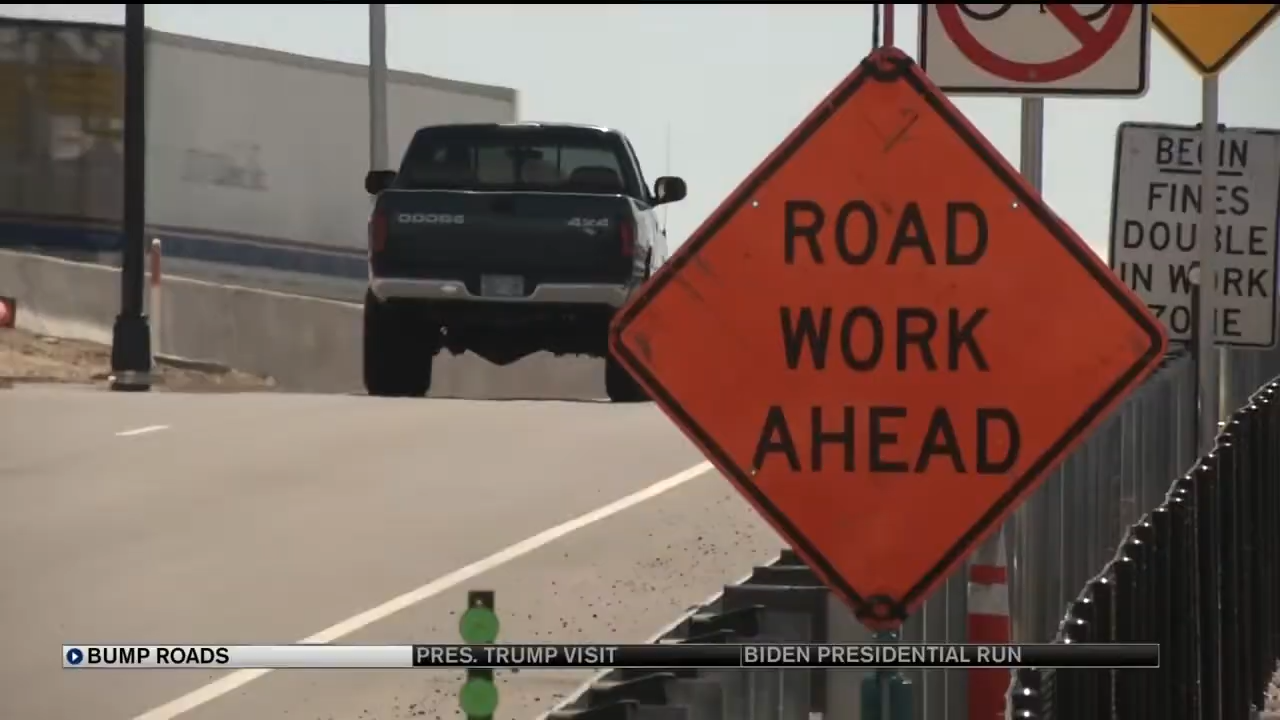 DODGE
4x4
ROAD
WORK
AHEAD
BEGIN
FINES
DOUBLE
IN WORK
ZONE
BUMP ROADS
PRES. TRUMP VISIT
BIDEN PRESIDENTIAL RUN